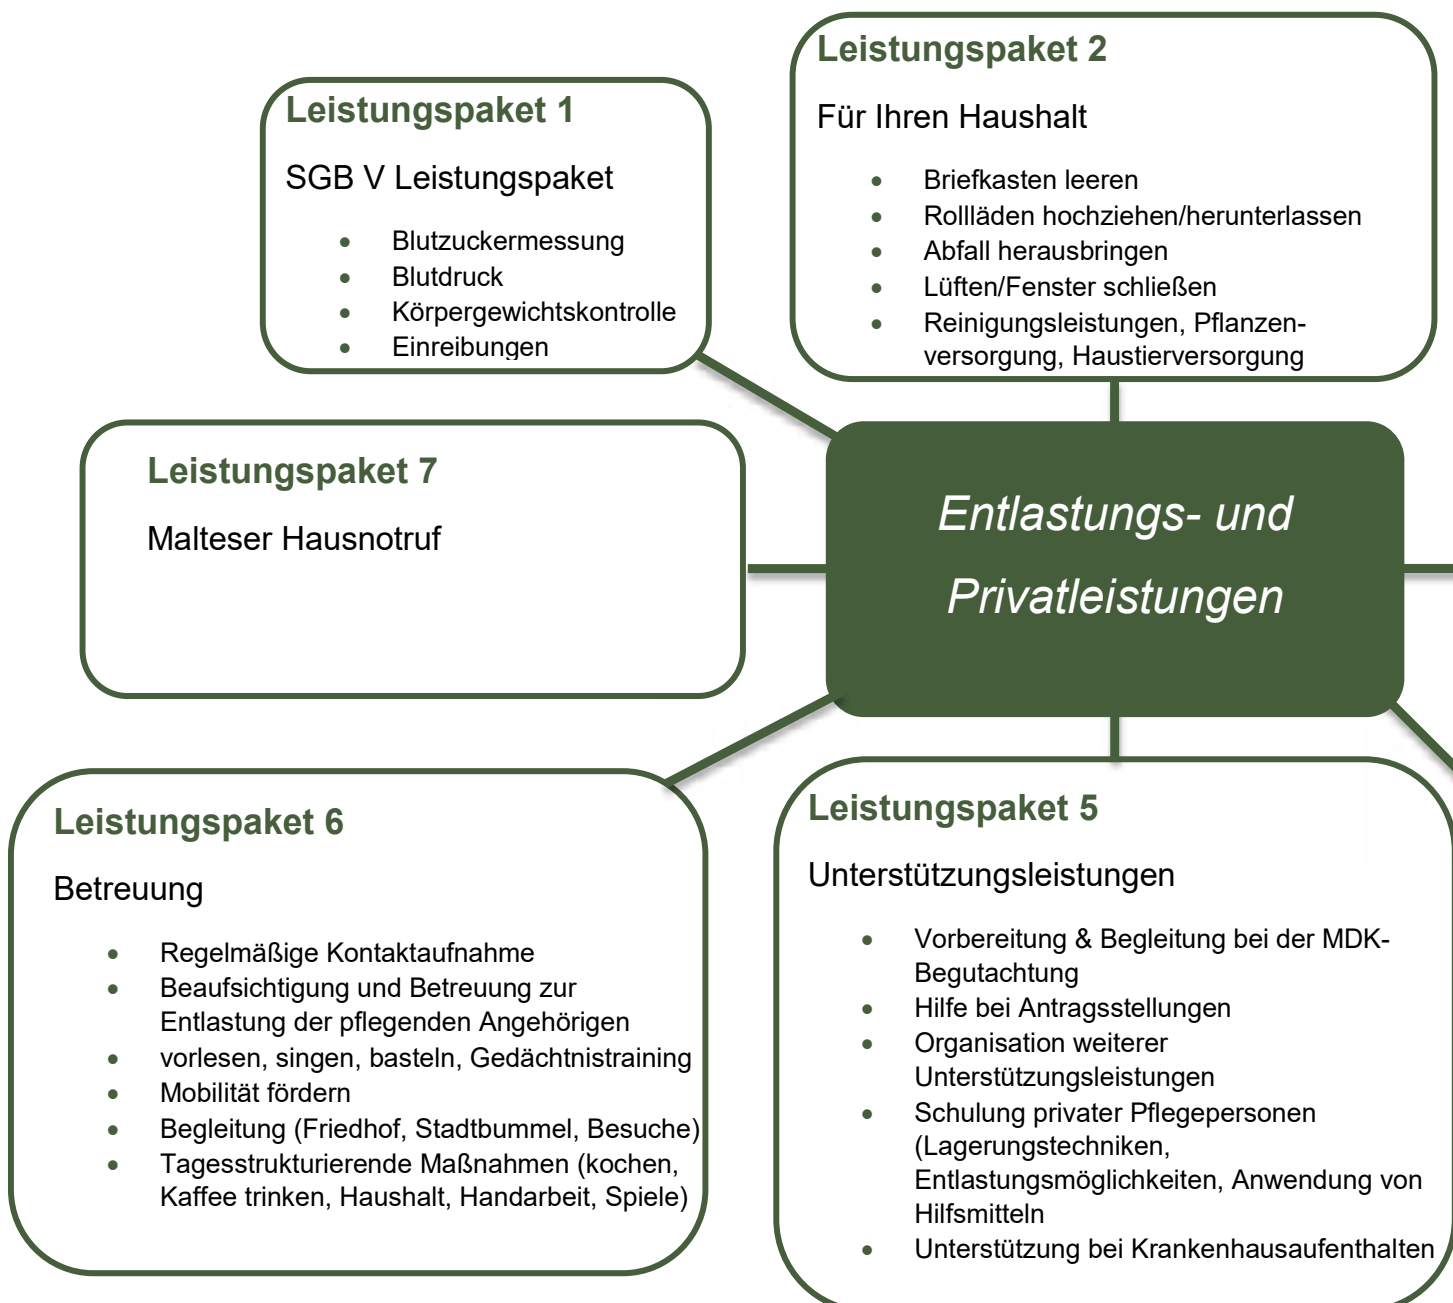 Leistungspaket 1
SGB V Leistungspaket
• Blutzuckermessung
• Blutdruck
• Körpergewichtskontrolle
• Einreibungen
Leistungspaket 2
Für Ihren Haushalt
• Briefkasten leeren
• Rollläden hochziehen/herunterlassen
• Abfall herausbringen
• Lüften/Fenster schließen
• Reinigungsleistungen, Pflanzen-
versorgung, Haustierversorgung
Leistungspaket 7
Malteser Hausnotruf
Entlastungs- und
Privatleistungen
Leistungspaket 6
Betreuung
• Regelmäßige Kontaktaufnahme
• Beaufsichtigung und Betreuung zur
Entlastung der pflegenden Angehörigen
• vorlesen, singen, basteln, Gedächtnistraining
• Mobilität fördern
• Begleitung (Friedhof, Stadtbummel, Besuche)
• Tagesstrukturierende Maßnahmen (kochen,
Kaffee trinken, Haushalt, Handarbeit, Spiele)
Leistungspaket 5
Unterstützungsleistungen
• Vorbereitung & Begleitung bei der MDK-
Begutachtung
• Hilfe bei Antragsstellungen
• Organisation weiterer
Unterstützungsleistungen
• Schulung privater Pflegepersonen
(Lagerungstechniken,
Entlastungsmöglichkeiten, Anwendung von
Hilfsmitteln
• Unterstützung bei Krankenhausaufenthalten